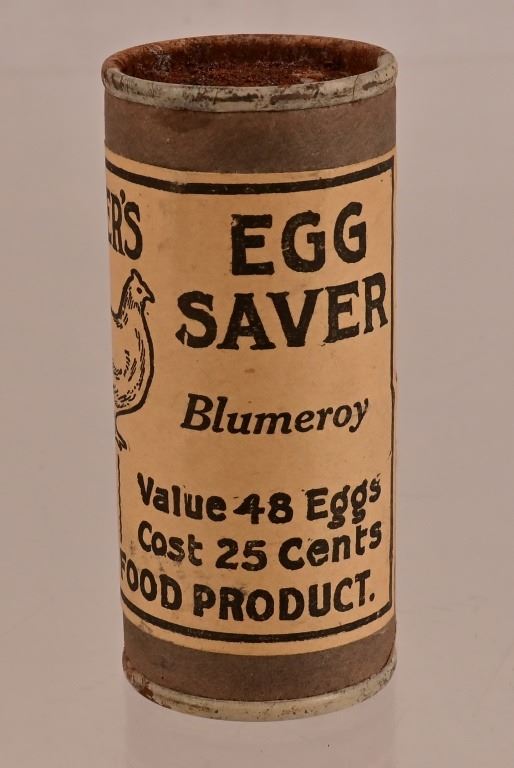 ER'S
EGG
SAVER
Blumeroy
Value 48 Eggs
Cost 25 Cents
FOOD PRODUCT.